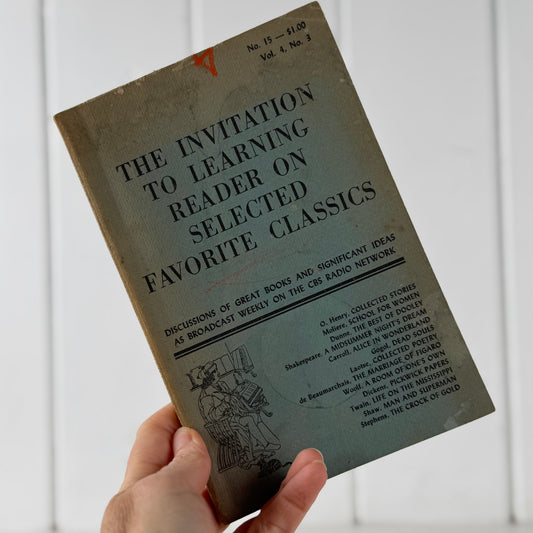 No. 15 — $1.00
Vol. 4, No. 3
THE INVITATION
TO LEARNING
READER ON
SELECTED
FAVORITE CLASSICS
DISCUSSIONS OF GREAT BOOKS AND SIGNIFICANT IDEAS
AS BROADCAST WEEKLY ON THE CBS RADIO NETWORK
O. Henry, COLLECTED STORIES
Moliere, SCHOOL FOR WOMEN
Dunne, THE BEST OF DOOLEY
Shakespeare, A MIDSUMMER NIGHT'S DREAM
Carroll, ALICE IN WONDERLAND
Gogol, DEAD SOULS
Lactue, COLLECTED POETRY
de Beaumarchais, THE MARRIAGE OF FIGARO
Woolf, A ROOM OF ONE'S OWN
Dickens, PICKWICK PAPERS
Twain, LIFE ON THE MISSISSIPPI
Shaw, MAN AND SUPERMAN
Stephens, THE CROCK OF GOLD